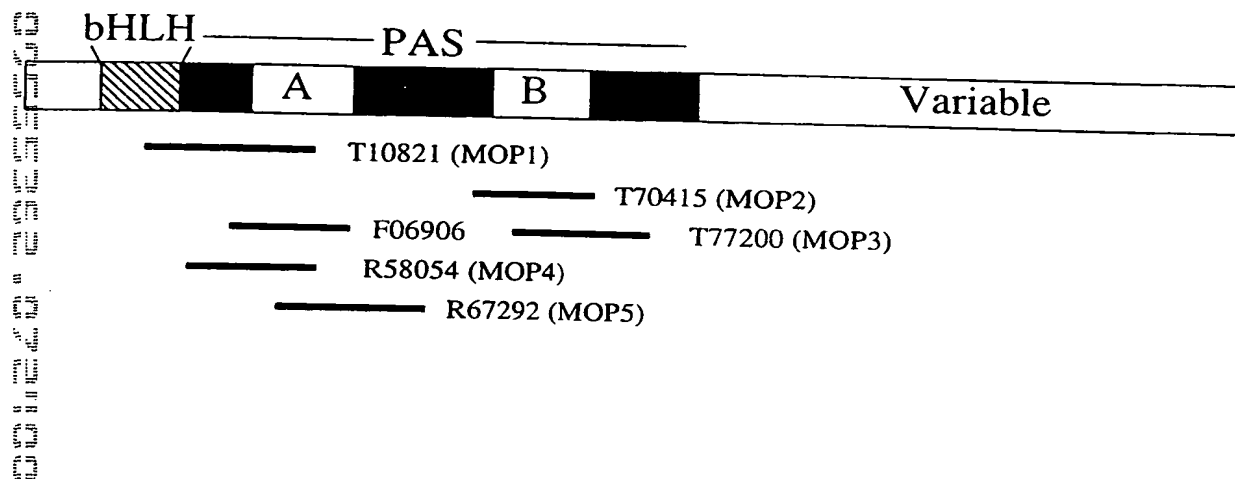 bHLH
PAS
A
B
Variable
T10821 (MOP1)
T70415 (MOP2)
F06906
T77200 (MOP3)
R58054 (MOP4)
R67292 (MOP5)